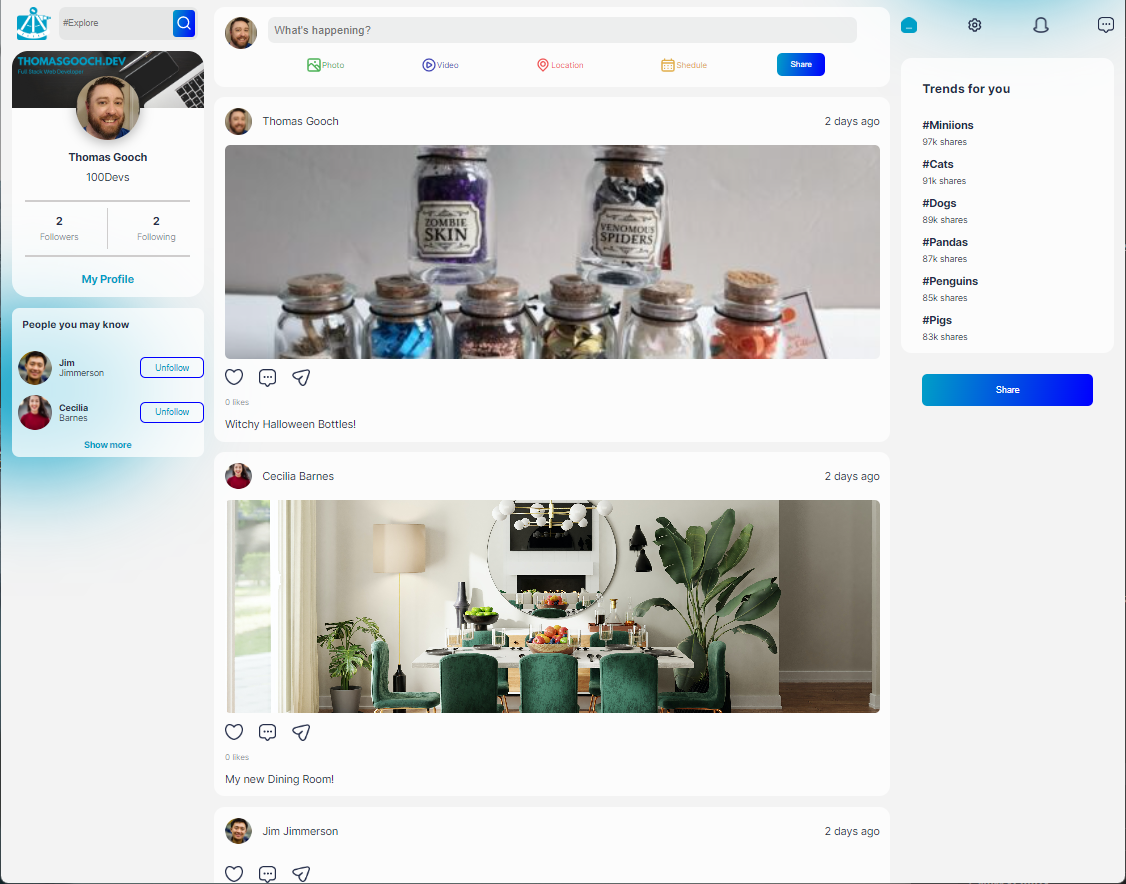 #Explore
THOMASGOOCH.DEV
Full Stack Web Developer
Thomas Gooch
100Devs
2
Followers
2
Following
My Profile
People you may know
Jim
Jimmerson
Unfollow
Cecilia
Barnes
Unfollow
Show more
What's happening?
Photo
Video
Location
Shedule
Share
Thomas Gooch
2 days ago
ZOMBIE
SKIN
VENOMOUS
SPIDERS
0 likes
Witchy Halloween Bottles!
Cecilia Barnes
2 days ago
0 likes
My new Dining Room!
Jim Jimmerson
2 days ago
Trends for you
#Miniions
97k shares
#Cats
91k shares
#Dogs
89k shares
#Pandas
87k shares
#Penguins
85k shares
#Pigs
83k shares
Share